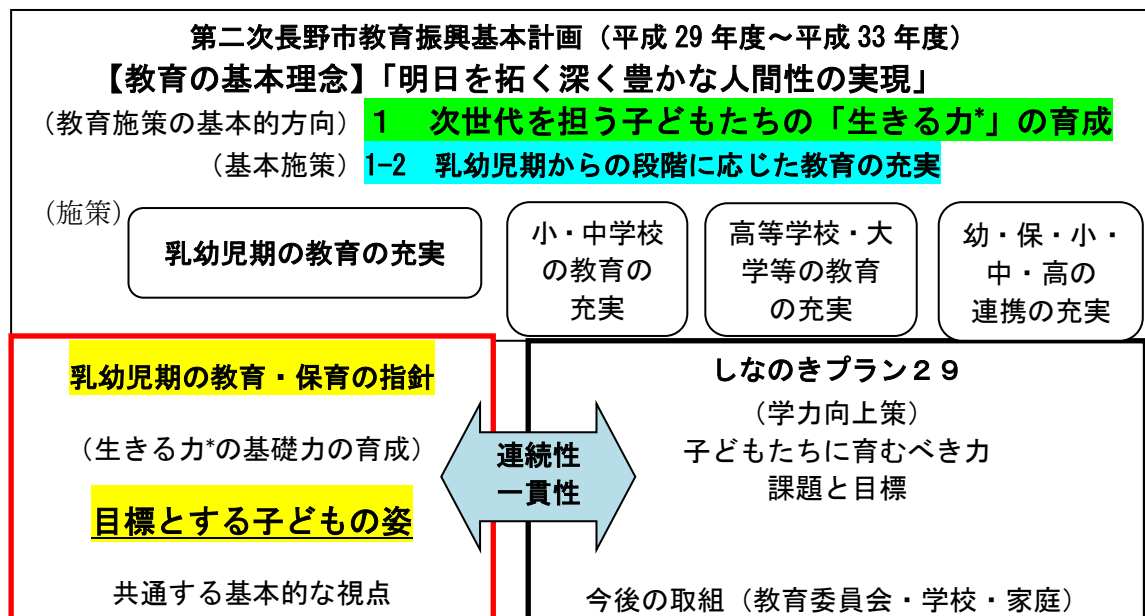 第二次長野市教育振興基本計画（平成 29 年度～平成 33 年度）
【教育の基本理念】「明日を拓く深く豊かな人間性の実現」
（教育施策の基本的方向）１　次世代を担う子どもたちの「生きる力*」の育成
（基本施策）1-2　乳幼児期からの段階に応じた教育の充実
（施策）
乳幼児期の教育の充実
小・中学校
の教育の
充実
高等学校・大
学等の教育
の充実
幼・保・小・
中・高の
連携の充実
乳幼児期の教育・保育の指針
（生きる力*の基礎力の育成）
目標とする子どもの姿
共通する基本的な視点
連続性
一貫性
しなのきプラン２９
（学力向上策）
子どもたちに育むべき力
課題と目標
今後の取組（教育委員会・学校・家庭）